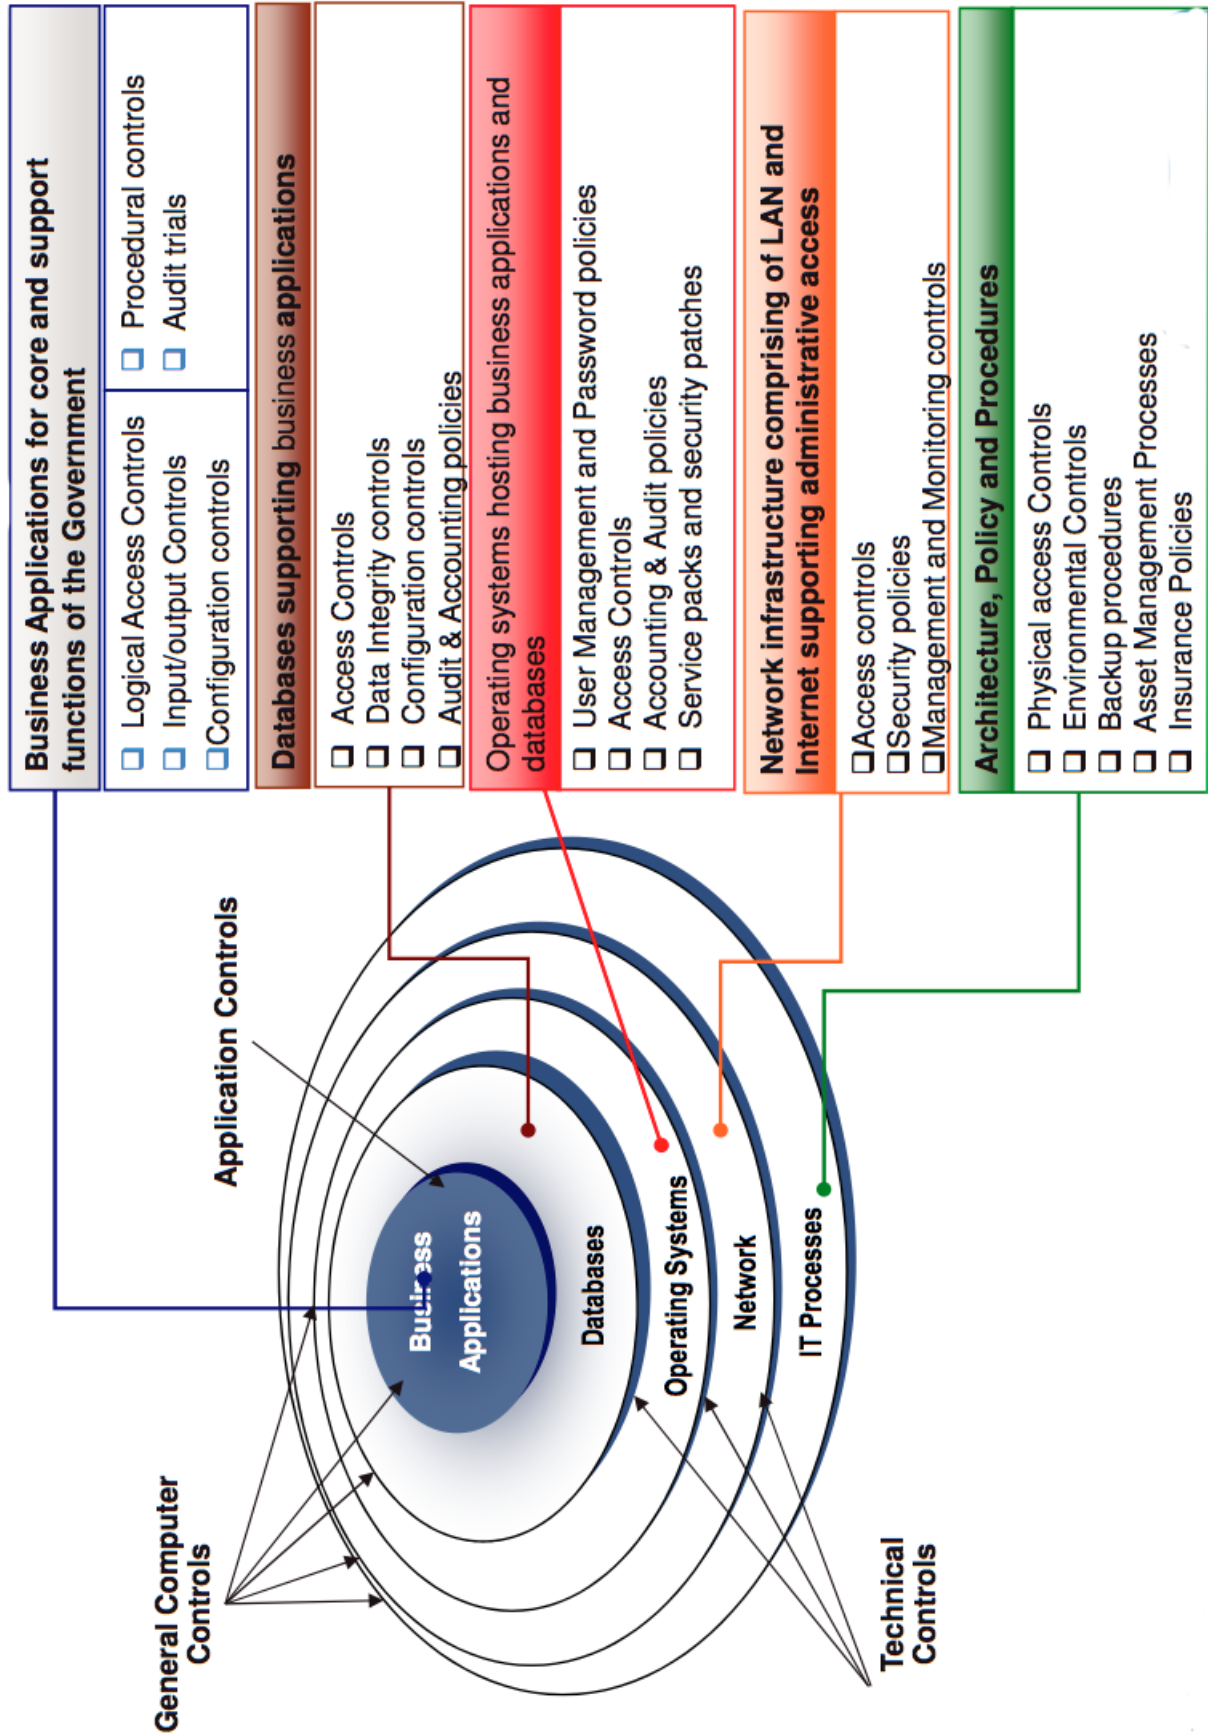 General Computer
Controls
Application Controls
Technical
Controls
Business
Applications
Databases
Operating Systems
Network
IT Processes
Business Applications for core and support
functions of the Government
❑ Logical Access Controls
❑ Input/output Controls
❑Configuration controls
❑ Procedural controls
❑ Audit trials
Databases supporting business applications
❑ Access Controls
❑ Data Integrity controls
❑ Configuration controls
❑ Audit & Accounting policies
Operating systems hosting business applications and
databases
❑ User Management and Password policies
❑ Access Controls
❑ Accounting & Audit policies
❑ Service packs and security patches
Network infrastructure comprising of LAN and
Internet supporting administrative access
❑Access controls
❑Security policies
❑Management and Monitoring controls
Architecture, Policy and Procedures
❑ Physical access Controls
❑ Environmental Controls
❑ Backup procedures
❑ Asset Management Processes
❑ Insurance Policies